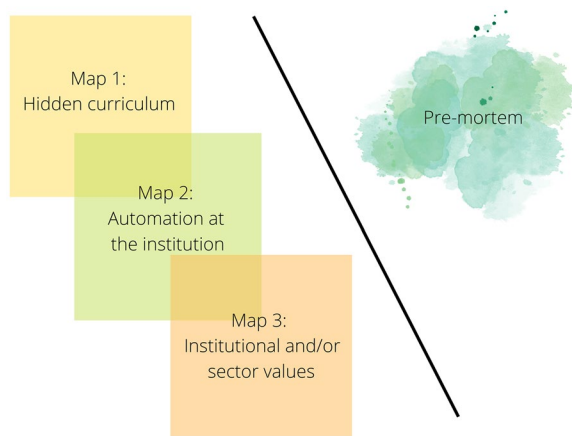 Map 1:
Hidden curriculum
Map 2:
Automation at
the institution
Map 3:
Institutional and/or
sector values
Pre-mortem